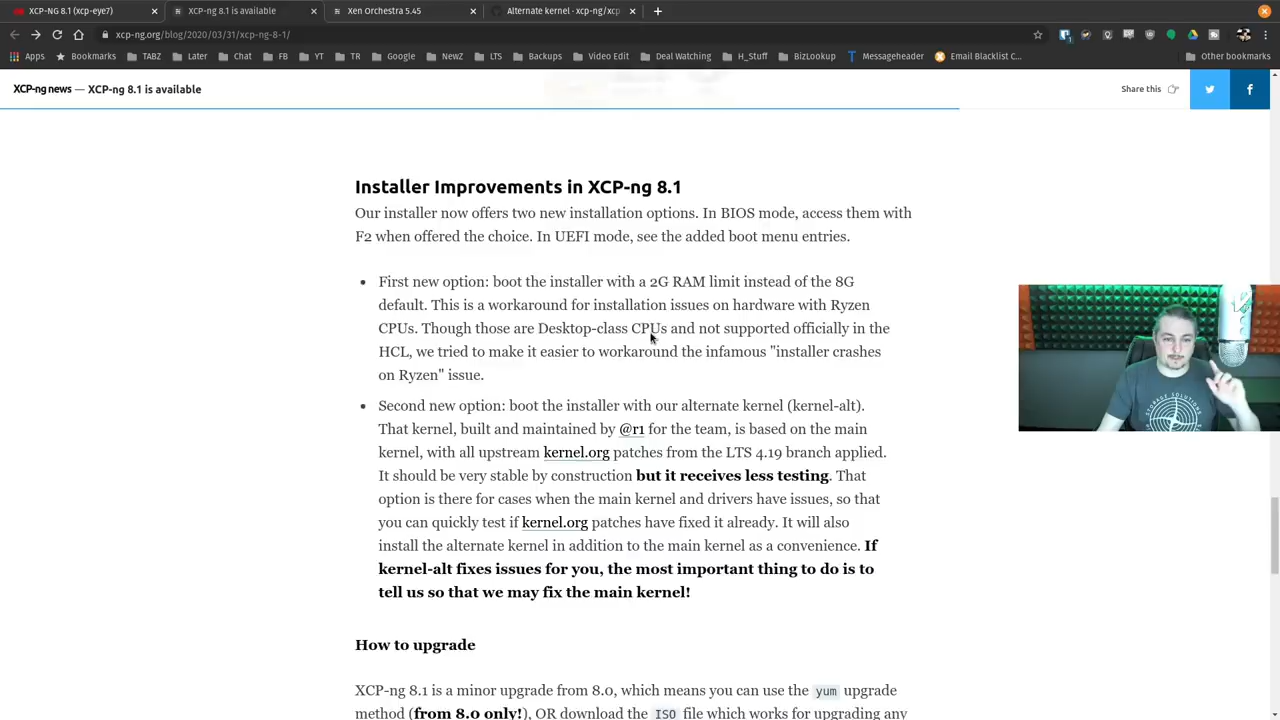 XCP-NG 8.1 (xcp-eye7)
XCP-ng 8.1 is available
Xen Orchestra 5.45
Alternate kernel - xcp-ng/xcp
xcp-ng.org/blog/2020/03/31/xcp-ng-8-1/
Apps
Bookmarks
TABZ
Later
Chat
FB
YT
TR
Google
NewZ
LTS
Backups
Video Edit
Deal Watching
H_Stuff
BizLookup
Messageheader
Email Blacklist C...
Other bookmarks
XCP-ng news — XCP-ng 8.1 is available
Share this
Installer Improvements in XCP-ng 8.1
Our installer now offers two new installation options. In BIOS mode, access them with
F2 when offered the choice. In UEFI mode, see the added boot menu entries.
First new option: boot the installer with a 2G RAM limit instead of the 8G
default. This is a workaround for installation issues on hardware with Ryzen
CPUs. Though those are Desktop-class CPUs and not supported officially in the
HCL, we tried to make it easier to workaround the infamous "installer crashes
on Ryzen" issue.
Second new option: boot the installer with our alternate kernel (kernel-alt).
That kernel, built and maintained by @r1 for the team, is based on the main
kernel, with all upstream kernel.org patches from the LTS 4.19 branch applied.
It should be very stable by construction but it receives less testing. That
option is there for cases when the main kernel and drivers have issues, so that
you can quickly test if kernel.org patches have fixed it already. It will also
install the alternate kernel in addition to the main kernel as a convenience. If
kernel-alt fixes issues for you, the most important thing to do is to
tell us so that we may fix the main kernel!
How to upgrade
XCP-ng 8.1 is a minor upgrade from 8.0, which means you can use the yum upgrade
method (from 8.0 only!), OR download the ISO file which works for upgrading any